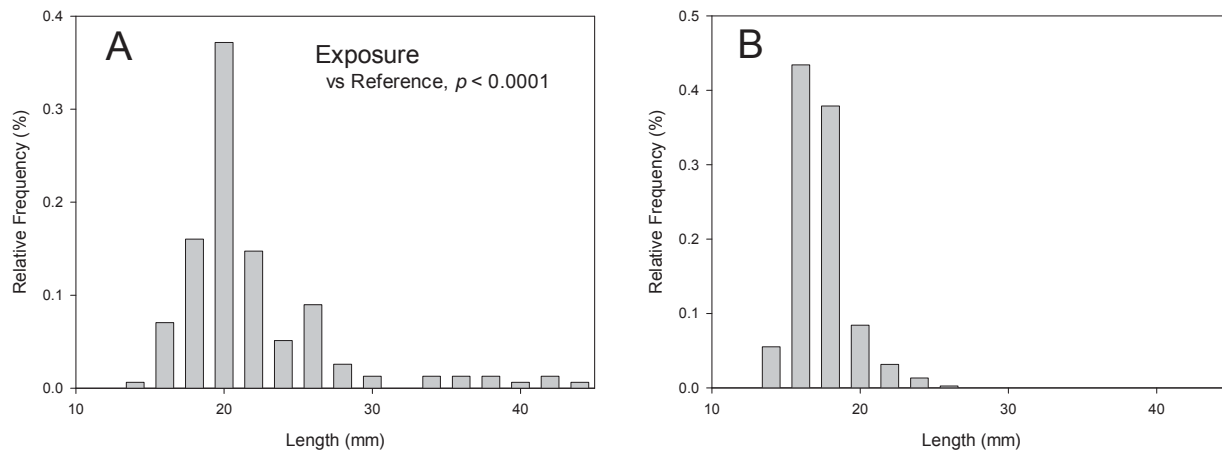 A
Exposure
vs Reference, p < 0.0001
Relative Frequency (%)
0.4
0.3
0.2
0.1
0.0
10 20 30 40
Length (mm)
B
Relative Frequency (%)
0.5
0.4
0.3
0.2
0.1
0.0
10 20 30 40
Length (mm)